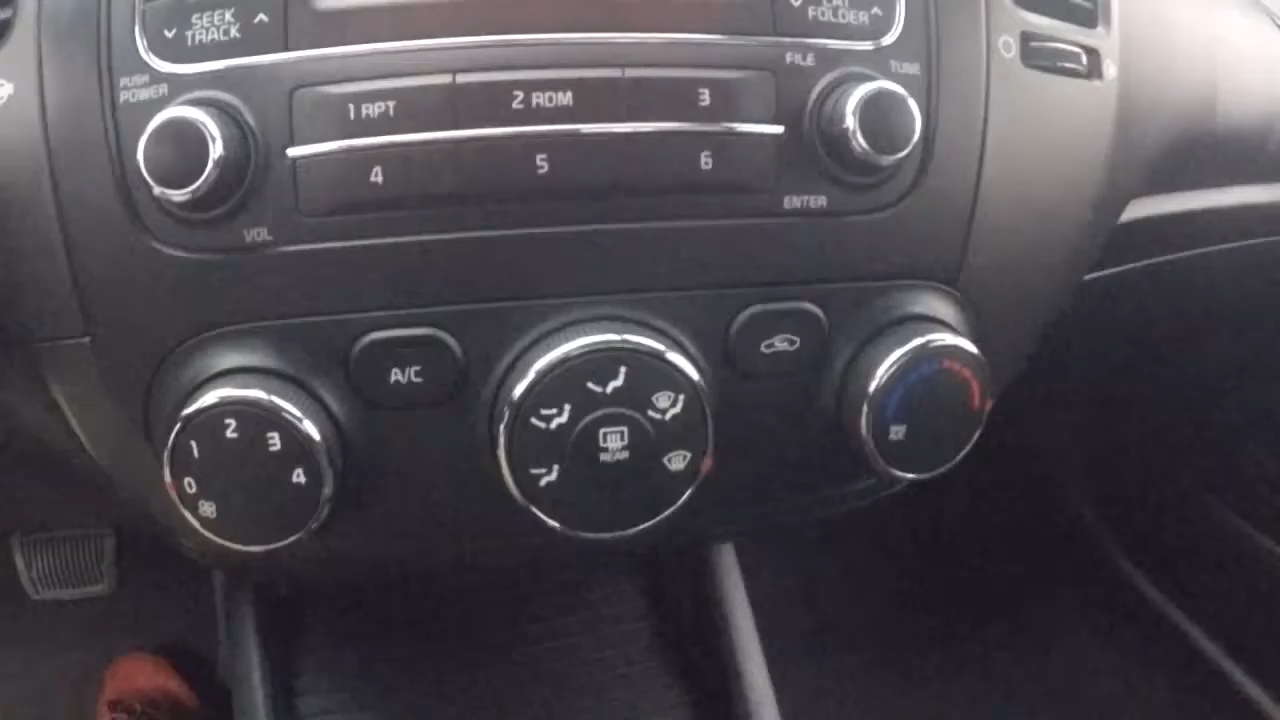 SEEK
TRACK
CAT
FOLDER
PUSH
POWER
FILE
TUNE
1 RPT
2 RDM
3
4
5
6
VOL
ENTER
A/C
0
1
2
3
4
REAR